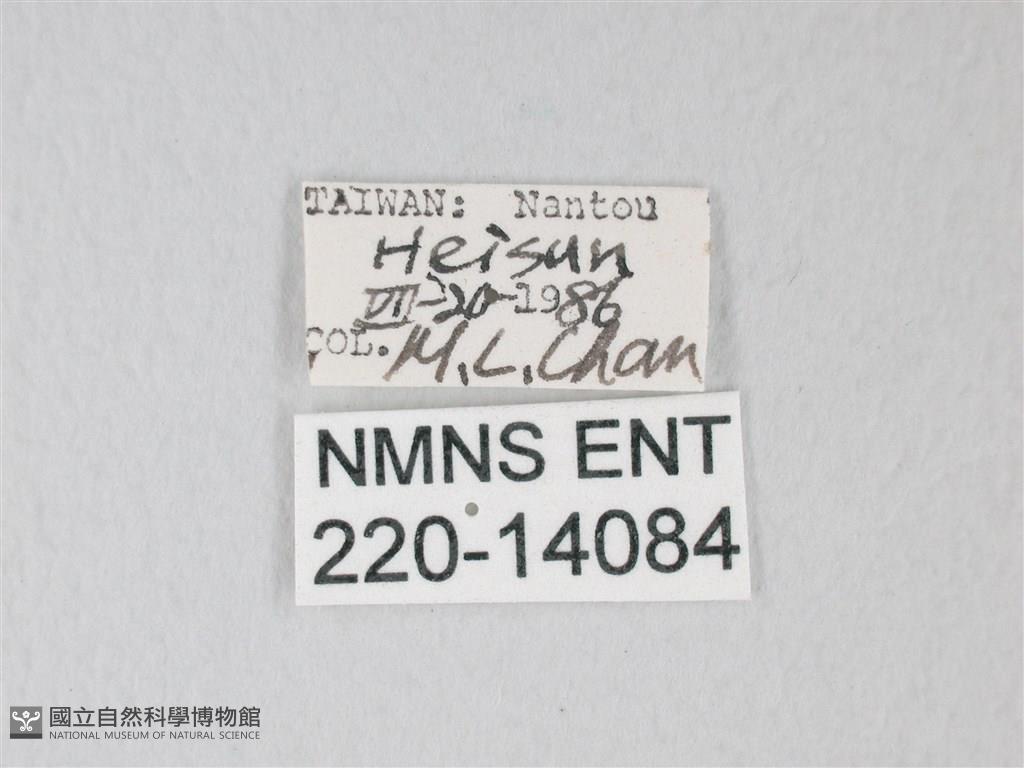 TAIWAN: Nantou
Heisun
VII-20-1986
COL. M.L.Chan
NMNS ENT
220-14084
國立自然科學博物館
NATIONAL MUSEUM OF NATURAL SCIENCE